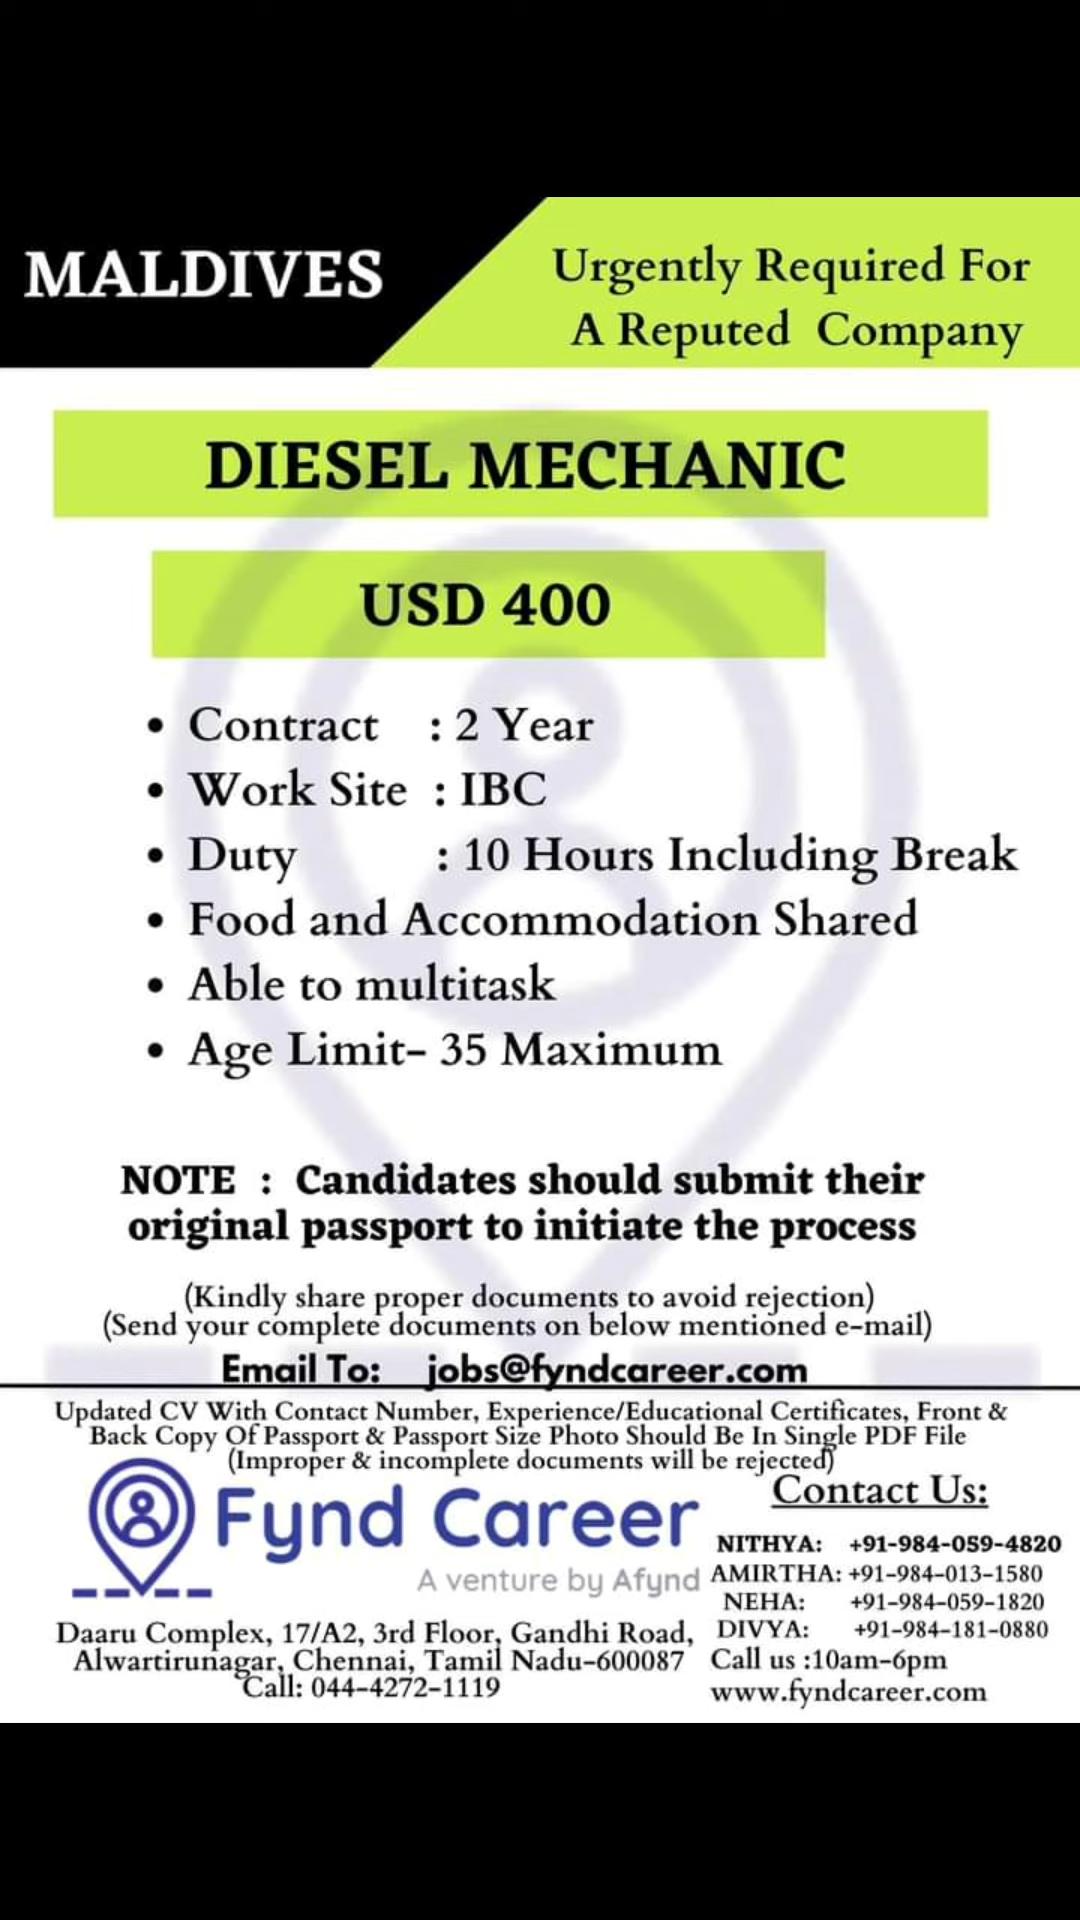 MALDIVES
Urgently Required For
A Reputed Company
DIESEL MECHANIC
USD 400
• Contract : 2 Year
• Work Site : IBC
• Duty : 10 Hours Including Break
• Food and Accommodation Shared
• Able to multitask
• Age Limit- 35 Maximum
NOTE : Candidates should submit their
original passport to initiate the process
(Kindly share proper documents to avoid rejection)
(Send your complete documents on below mentioned e-mail)
Email To: jobs@fyndcareer.com
Updated CV With Contact Number, Experience/Educational Certificates, Front &
Back Copy Of Passport & Passport Size Photo Should Be In Single PDF File
(Improper & incomplete documents will be rejected)
Fynd Career
A venture by Afynd
Daaru Complex, 17/A2, 3rd Floor, Gandhi Road,
Alwartirunagar, Chennai, Tamil Nadu-600087
Call: 044-4272-1119
Contact Us:
NITHYA: +91-984-059-4820
AMIRTHA: +91-984-013-1580
NEHA: +91-984-059-1820
DIVYA: +91-984-181-0880
Call us :10am-6pm
www.fyndcareer.com